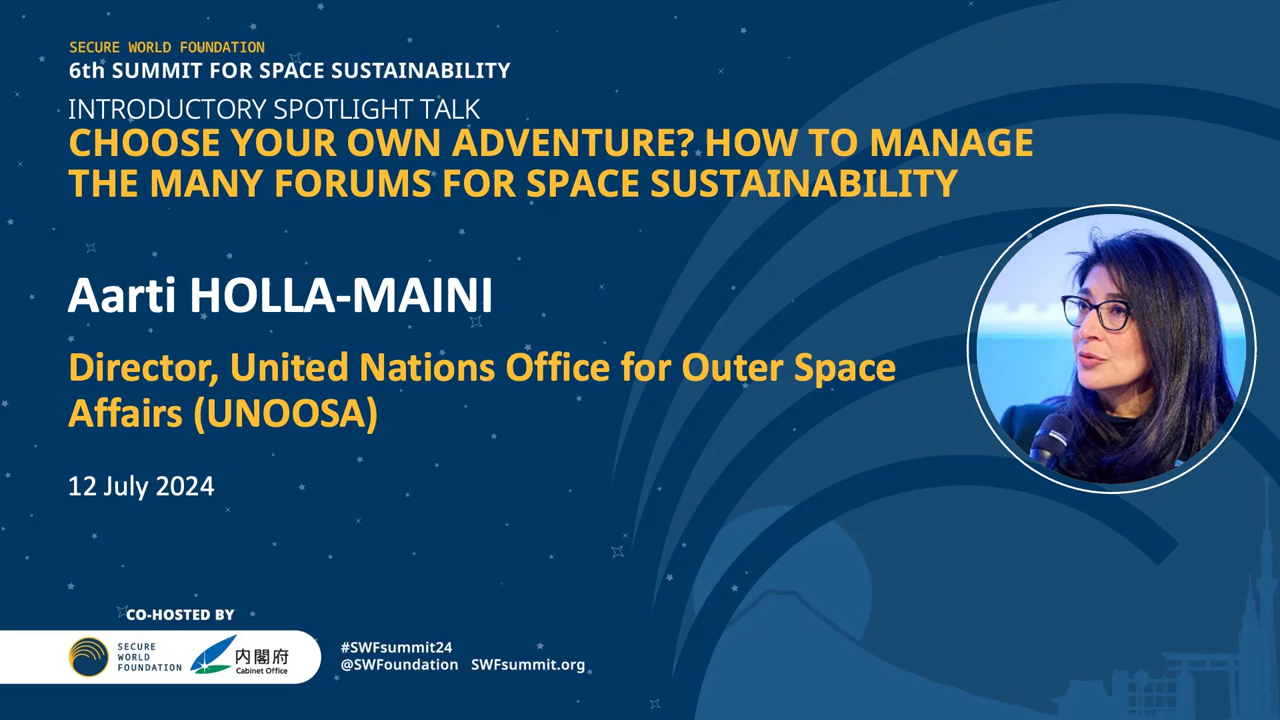 SECURE WORLD FOUNDATION
6th SUMMIT FOR SPACE SUSTAINABILITY
INTRODUCTORY SPOTLIGHT TALK
CHOOSE YOUR OWN ADVENTURE? HOW TO MANAGE
THE MANY FORUMS FOR SPACE SUSTAINABILITY
Aarti HOLLA-MAINI
Director, United Nations Office for Outer Space
Affairs (UNOOSA)
12 July 2024
CO-HOSTED BY
SECURE
WORLD
FOUNDATION
内閣府
Cabinet Office
#SWFsummit24
@SWFoundation SWFsummit.org